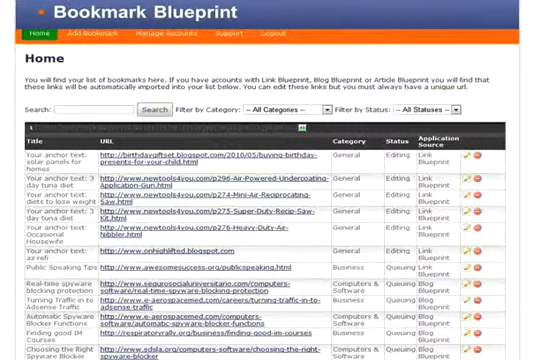 Bookmark Blueprint
Home Add Bookmark Manage Accounts Support Logout
Home
You will find your list of bookmarks here. If you have accounts with Link Blueprint, Blog Blueprint or Article Blueprint you will find that
these links will be automatically imported into your list below. You can edit these links but you must always have a unique url.
Search: Search Filter by Category: -- All Categories -- Filter by Status: -- All Statuses --
1
Title URL Category Status Application Source
Your anchor text: solar panels for homes http://birthdaygiftset.blogspot.com/2010/05/buying-birthday-presents-for-your-child.html General Editing Link Blueprint
Your anchor text: 3 day tuna diet http://www.newtools4you.com/p296-Air-Powered-Undercoating-Application-Gun.html General Editing Link Blueprint
Your anchor text: diets to lose weight http://www.newtools4you.com/p274-Mini-Air-Reciprocating-Saw.html General Editing Link Blueprint
Your anchor text: 3 day tuna diet http://www.newtools4you.com/p275-Super-Duty-Recip-Saw-Kit.html General Editing Link Blueprint
Your anchor text: Occasional Housewife http://www.newtools4you.com/p276-Heavy-Duty-Air-Nibbler.html General Editing Link Blueprint
Your anchor text: az refi http://www.onhighlifted.blogspot.com General Editing Link Blueprint
Public Speaking Tips http://www.awesomesuccess.org/publicspeaking.html Business Queuing Link Blueprint
Real-time spyware blocking protection http://www.segurosocialuniversitario.com/computers-software/real-time-spyware-blocking-protection Computers & Software Queuing Blog Blueprint
Turning Traffic in to Adsense Traffic http://www.e-aerospacemed.com/careers/turning-traffic-in-to-adsense-traffic Business Queuing Blog Blueprint
Automatic Spyware Blocker Functions http://www.e-aerospacemed.com/computers-software/automatic-spyware-blocker-functions Computers & Software Queuing Blog Blueprint
Finding good IM Courses http://respiratorrally.org/business/finding-good-im-courses Business Queuing Blog Blueprint
Choosing the Right Spyware Blocker http://www.sdsla.org/computers-software/choosing-the-right-spyware-blocker Computers & Software Queuing Blog Blueprint